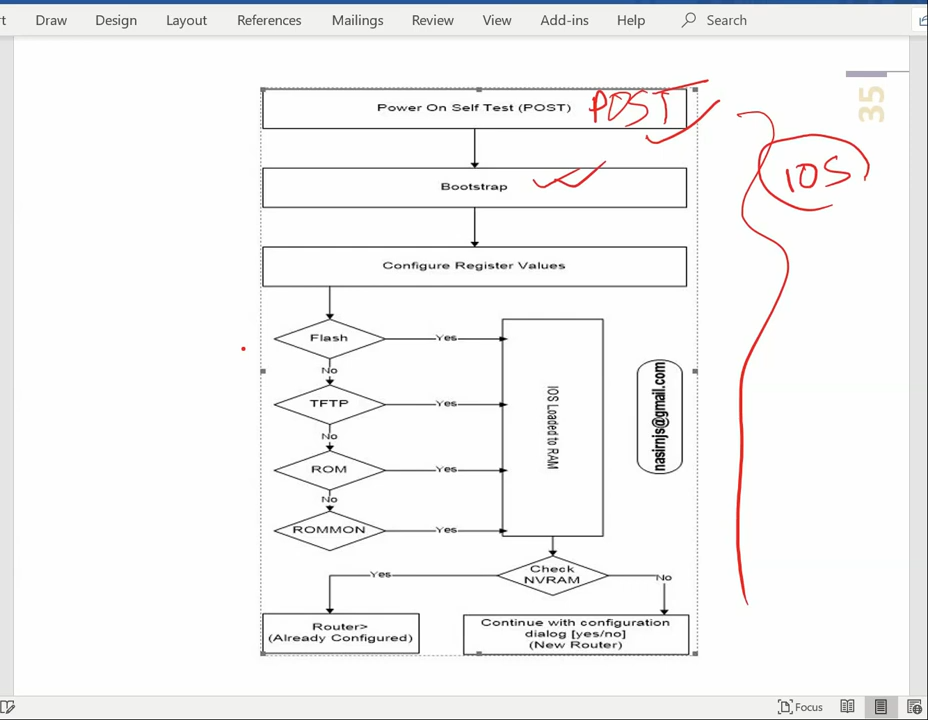 Draw Design Layout References Mailings Review View Add-ins Help Search
35
Power On Self Test (POST) POST
iOS
Bootstrap
Configure Register Values
Flash Yes
No
TFTP Yes
No
ROM Yes
No
ROMMON Yes
IOS Loaded to RAM
nasirnjs@gmail.com
Check
NVRAM
Yes
No
Router>
(Already Configured)
Continue with configuration
dialog [yes/no]
(New Router)
Focus